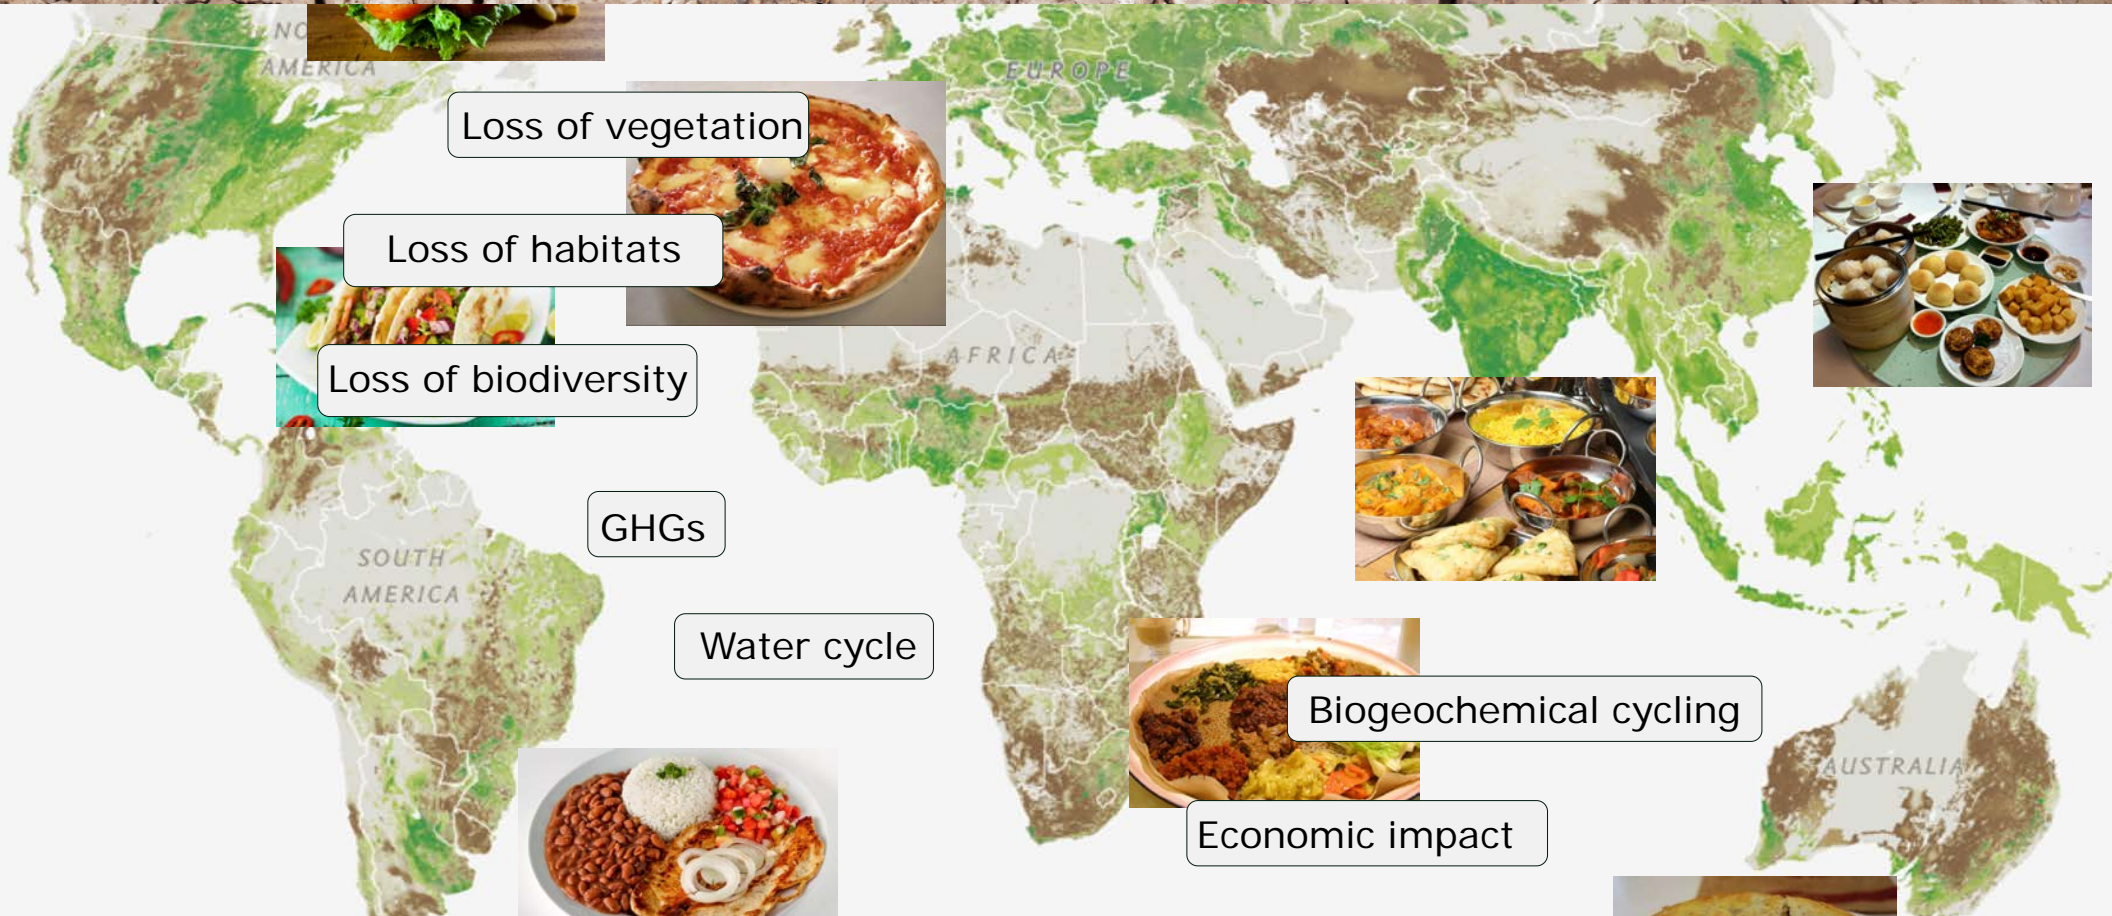 NO
AMERICA
EUROPE
Loss of vegetation
Loss of habitats
AFRICA
Loss of biodiversity
GHGs
SOUTH
AMERICA
Water cycle
Biogeochemical cycling
AUSTRALIA
Economic impact